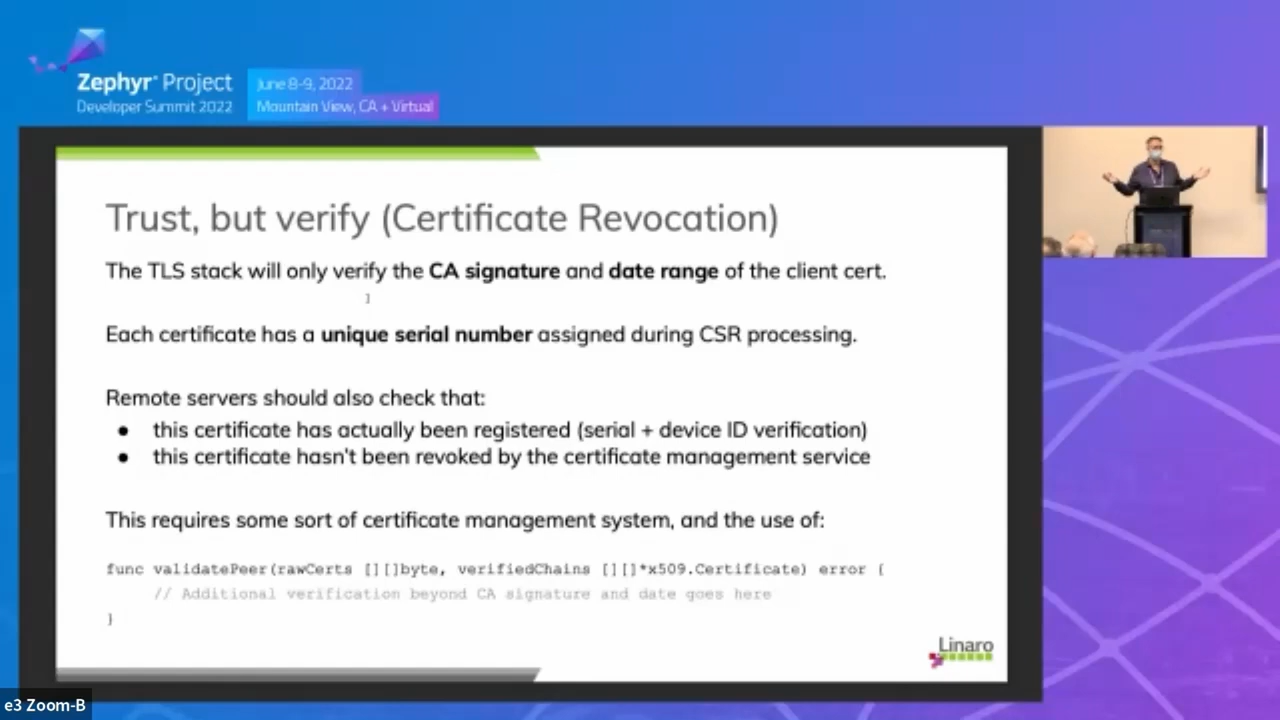 Zephyr® Project
Developer Summit 2022
June 8-9, 2022
Mountain View, CA + Virtual
Trust, but verify (Certificate Revocation)
The TLS stack will only verify the CA signature and date range of the client cert.
Each certificate has a unique serial number assigned during CSR processing.
Remote servers should also check that:
● this certificate has actually been registered (serial + device ID verification)
● this certificate hasn't been revoked by the certificate management service
This requires some sort of certificate management system, and the use of:
func validatePeer(rawCerts [][]byte, verifiedChains [][]*x509.Certificate) error {
// Additional verification beyond CA signature and date goes here
}
Linaro
e3 Zoom-B